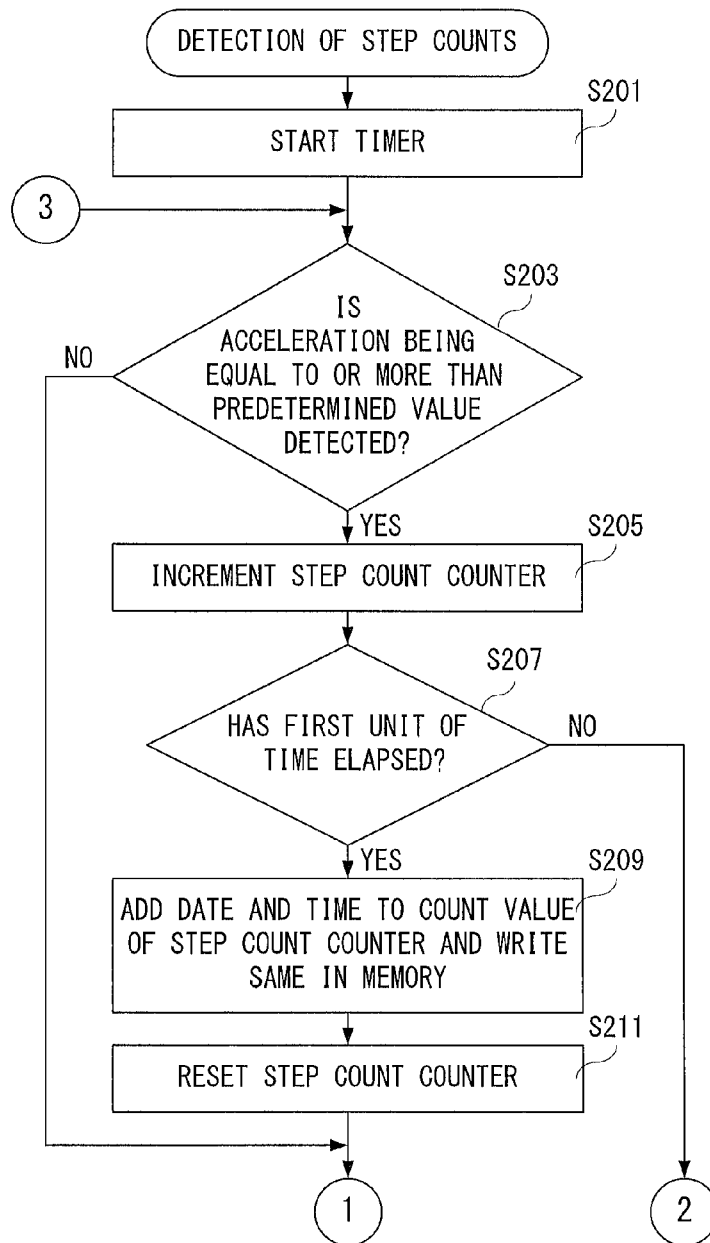 DETECTION OF STEP COUNTS
S201
START TIMER
3
S203
IS
ACCELERATION BEING
EQUAL TO OR MORE THAN
PREDETERMINED VALUE
DETECTED?
NO
YES
S205
INCREMENT STEP COUNT COUNTER
S207
HAS FIRST UNIT OF
TIME ELAPSED?
NO
YES
S209
ADD DATE AND TIME TO COUNT VALUE
OF STEP COUNT COUNTER AND WRITE
SAME IN MEMORY
S211
RESET STEP COUNT COUNTER
1
2